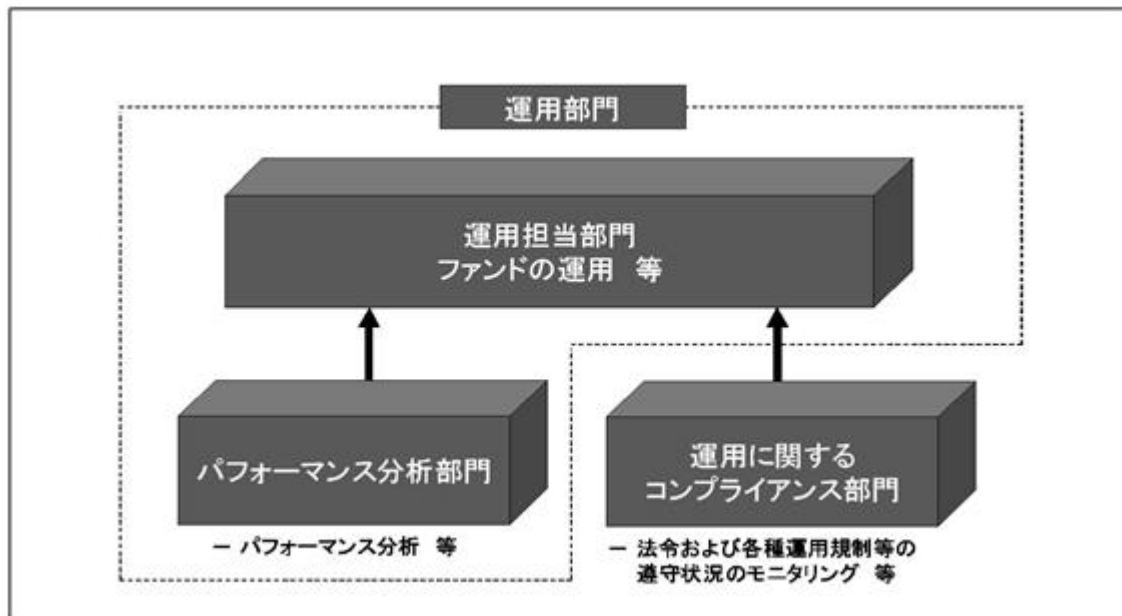 運用部門
運用担当部門
ファンドの運用 等
パフォーマンス分析部門
− パフォーマンス分析 等
運用に関する
コンプライアンス部門
− 法令および各種運用規制等の
遵守状況のモニタリング 等